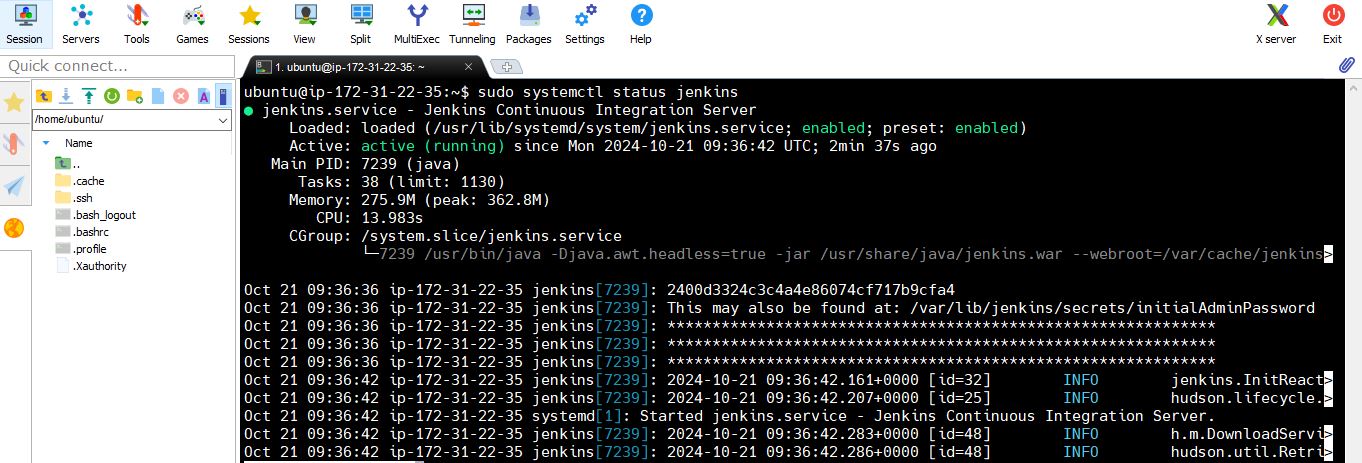 Session Servers Tools Games Sessions View Split MultiExec Tunneling Packages Settings Help X server Exit
Quick connect...
1. ubuntu@ip-172-31-22-35: ~
/home/ubuntu/
Name
..
.cache
.ssh
.bash_logout
.bashrc
.profile
.Xauthority
ubuntu@ip-172-31-22-35:~$ sudo systemctl status jenkins
● jenkins.service - Jenkins Continuous Integration Server
Loaded: loaded (/usr/lib/systemd/system/jenkins.service; enabled; preset: enabled)
Active: active (running) since Mon 2024-10-21 09:36:42 UTC; 2min 37s ago
Main PID: 7239 (java)
Tasks: 38 (limit: 1130)
Memory: 275.9M (peak: 362.8M)
CPU: 13.983s
CGroup: /system.slice/jenkins.service
└─7239 /usr/bin/java -Djava.awt.headless=true -jar /usr/share/java/jenkins.war --webroot=/var/cache/jenkins>
Oct 21 09:36:36 ip-172-31-22-35 jenkins[7239]: 2400d3324c3c4a4e86074cf717b9cfa4
Oct 21 09:36:36 ip-172-31-22-35 jenkins[7239]: This may also be found at: /var/lib/jenkins/secrets/initialAdminPassword
Oct 21 09:36:36 ip-172-31-22-35 jenkins[7239]: *************************************************************
Oct 21 09:36:36 ip-172-31-22-35 jenkins[7239]: *************************************************************
Oct 21 09:36:36 ip-172-31-22-35 jenkins[7239]: *************************************************************
Oct 21 09:36:42 ip-172-31-22-35 jenkins[7239]: 2024-10-21 09:36:42.161+0000 [id=32] INFO jenkins.InitReact>
Oct 21 09:36:42 ip-172-31-22-35 jenkins[7239]: 2024-10-21 09:36:42.207+0000 [id=25] INFO hudson.lifecycle.>
Oct 21 09:36:42 ip-172-31-22-35 systemd[1]: Started jenkins.service - Jenkins Continuous Integration Server.
Oct 21 09:36:42 ip-172-31-22-35 jenkins[7239]: 2024-10-21 09:36:42.283+0000 [id=48] INFO h.m.DownloadServi>
Oct 21 09:36:42 ip-172-31-22-35 jenkins[7239]: 2024-10-21 09:36:42.286+0000 [id=48] INFO hudson.util.Retri>